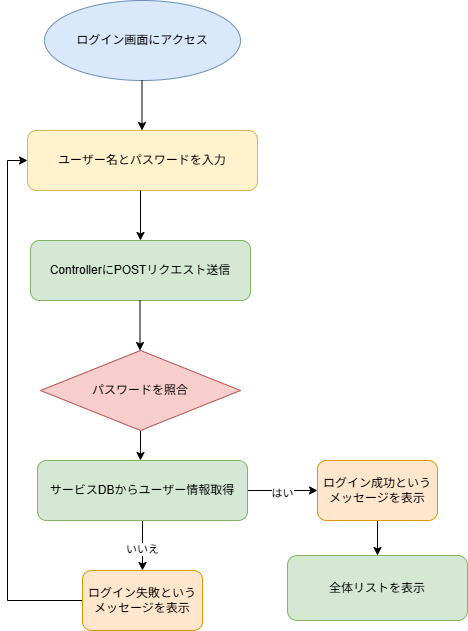 ログイン画面にアクセス
ユーザー名とパスワードを入力
ControllerにPOSTリクエスト送信
パスワードを照合
サービスDBからユーザー情報取得
はい
ログイン成功という
メッセージを表示
いいえ
ログイン失敗という
メッセージを表示
全体リストを表示